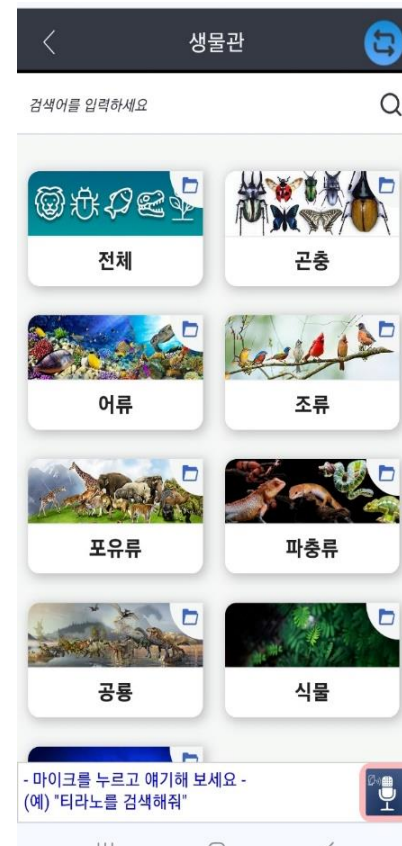 생물관
검색어를 입력하세요
전체
곤충
어류
조류
포유류
파충류
공룡
식물
- 마이크를 누르고 얘기해 보세요 -
(예) "티라노를 검색해줘"